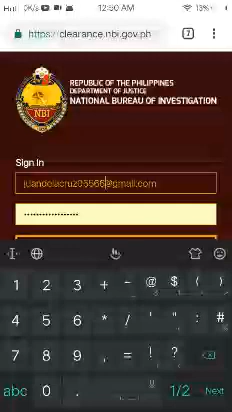 12:50 AM
https://clearance.nbi.gov.ph
7
REPUBLIC OF THE PHILIPPINES
DEPARTMENT OF JUSTICE
NATIONAL BUREAU OF INVESTIGATION
NBI
Sign In
juandelacruz05566@gmail.com
••••••••••••••••
1 2 3 + - @ $ ( )
4 5 6 * / ' " : #
7 8 9 , = ! ?
abc 0 . 1/2 Next